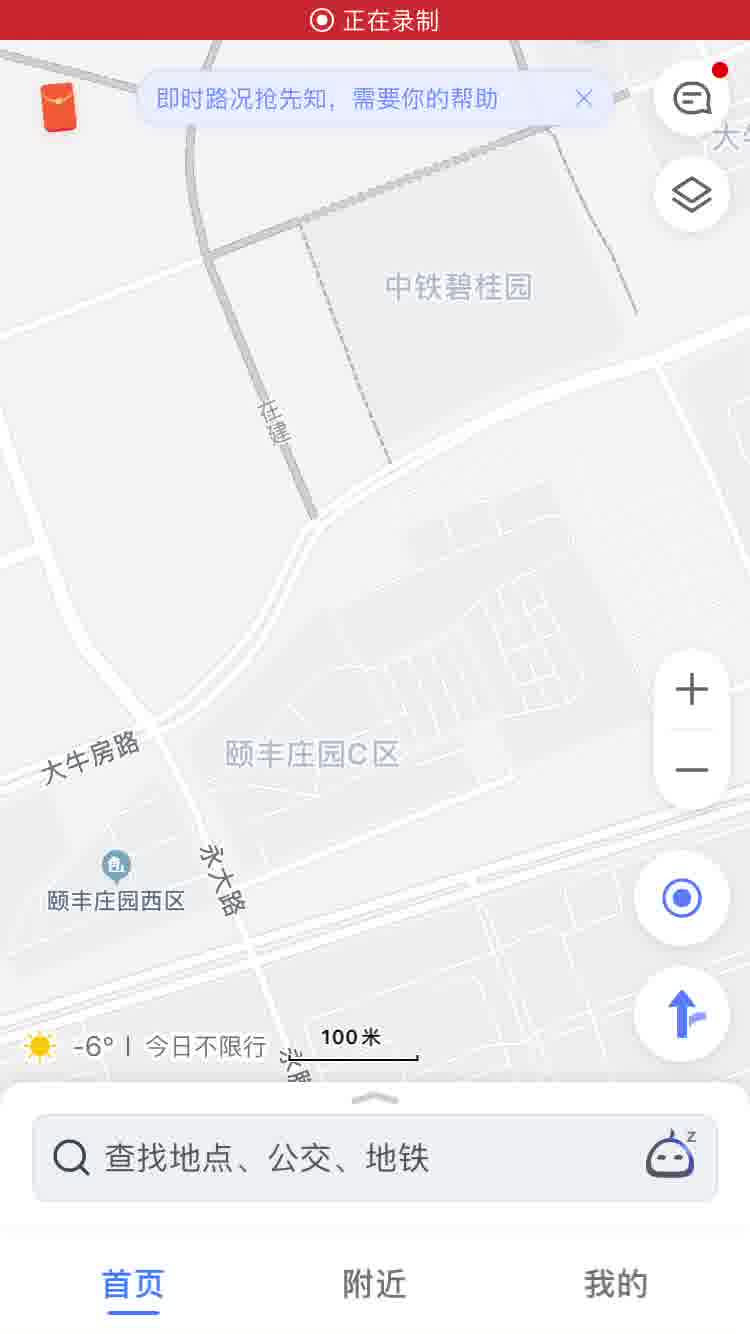 正在录制
即时路况抢先知，需要你的帮助
大牛
中铁碧桂园
在建
颐丰庄园C区
大牛房路
永大路
颐丰庄园西区
100米
-6° | 今日不限行
查找地点、公交、地铁
z
首页
附近
我的